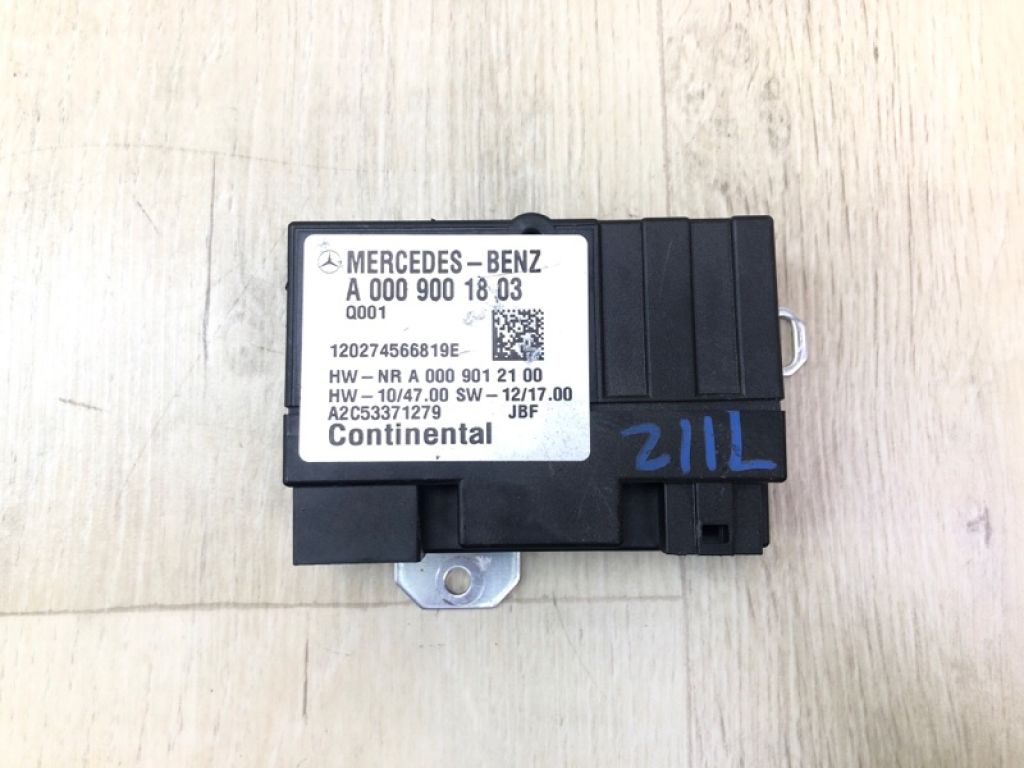 MERCEDES-BENZ
A 000 900 18 03
Q001
120274566819E
HW-NR A 000 901 21 00
HW-10/47.00 SW-12/17.00
A2C53371279 JBF
Continental